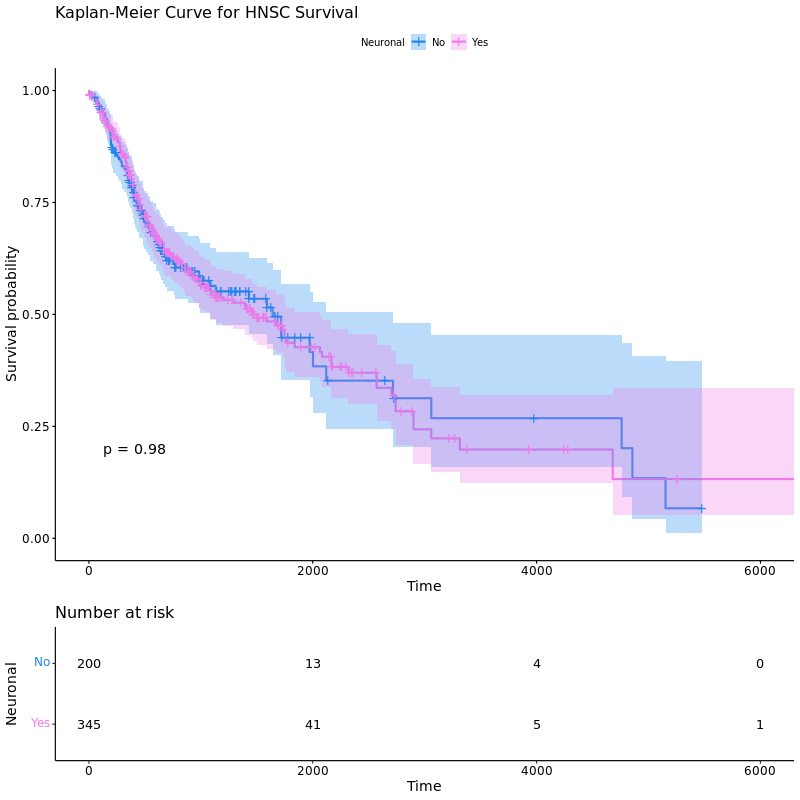 Kaplan-Meier Curve for HNSC Survival
Neuronal No Yes
Survival probability
1.00
0.75
0.50
0.25
0.00
p = 0.98
0 2000 4000 6000
Time
Number at risk
Neuronal
No 200 13 4 0
Yes 345 41 5 1
0 2000 4000 6000
Time